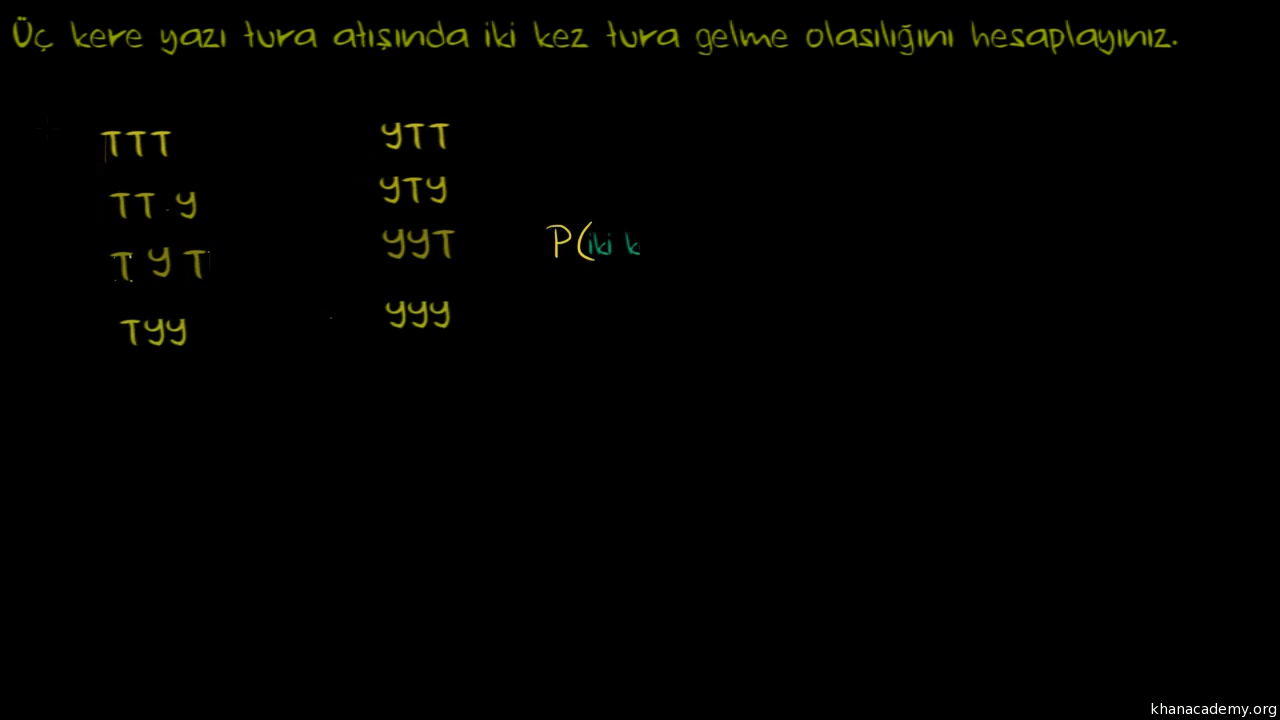 Üç kere yazı tura atışında iki kez tura gelme olasılığını hesaplayınız.
TTT
TTY
TYT
TYY
YTT
YTY
YYT
YYY
P(iki k
khanacademy.org